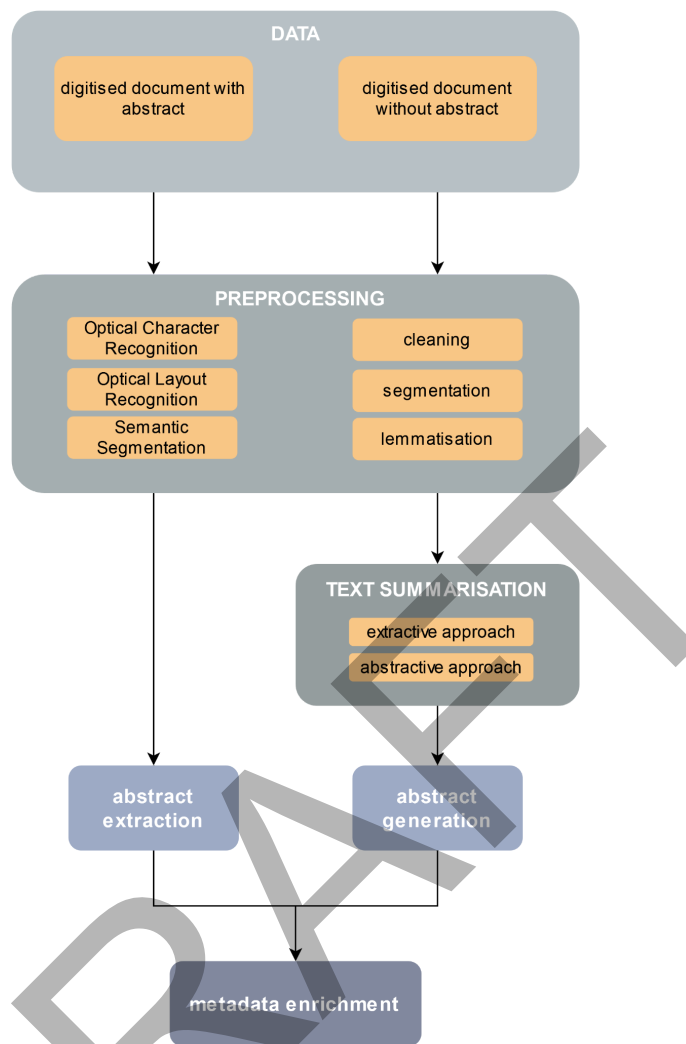 DATA
digitised document with
abstract
digitised document
without abstract
PREPROCESSING
Optical Character
Recognition
Optical Layout
Recognition
Semantic
Segmentation
cleaning
segmentation
lemmatisation
TEXT SUMMARISATION
extractive approach
abstractive approach
abstract
extraction
abstract
generation
metadata enrichment
DRAFT